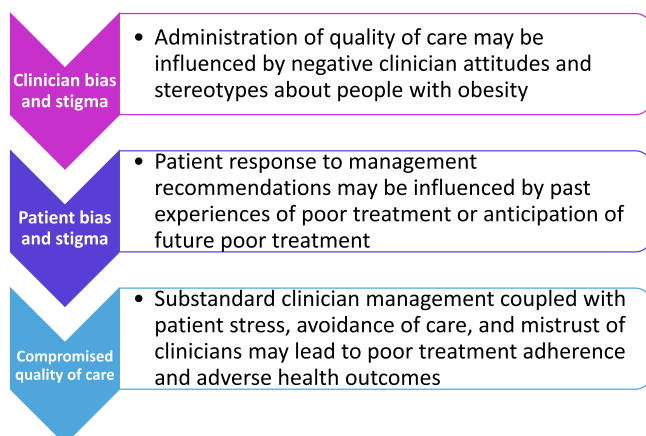 Clinician bias
and stigma
• Administration of quality of care may be
influenced by negative clinician attitudes and
stereotypes about people with obesity
Patient bias
and stigma
• Patient response to management
recommendations may be influenced by past
experiences of poor treatment or anticipation of
future poor treatment
Compromised
quality of care
• Substandard clinician management coupled with
patient stress, avoidance of care, and mistrust of
clinicians may lead to poor treatment adherence
and adverse health outcomes